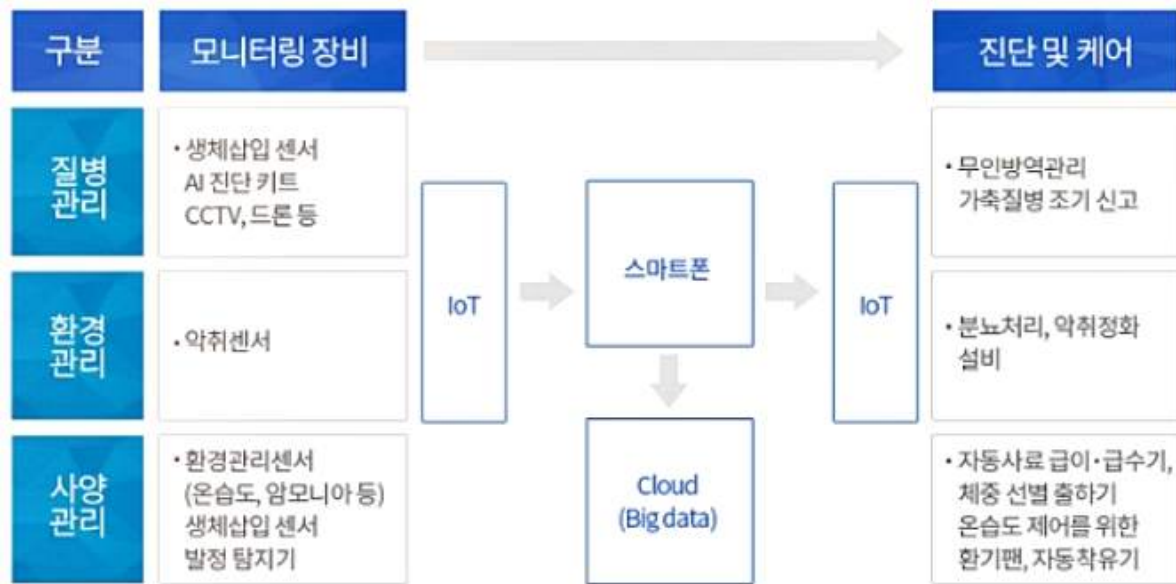 구분
모니터링 장비
진단 및 케어
질병
관리
• 생체삽입 센서
AI 진단 키트
CCTV, 드론 등
• 무인방역관리
가축질병 조기 신고
IoT
스마트폰
IoT
환경
관리
• 악취센서
• 분뇨처리, 악취정화
설비
사양
관리
• 환경관리센서
(온습도, 암모니아 등)
생체삽입 센서
발정 탐지기
Cloud
(Big data)
• 자동사료 급이·급수기,
체중 선별 출하기
온습도 제어를 위한
환기팬, 자동착유기